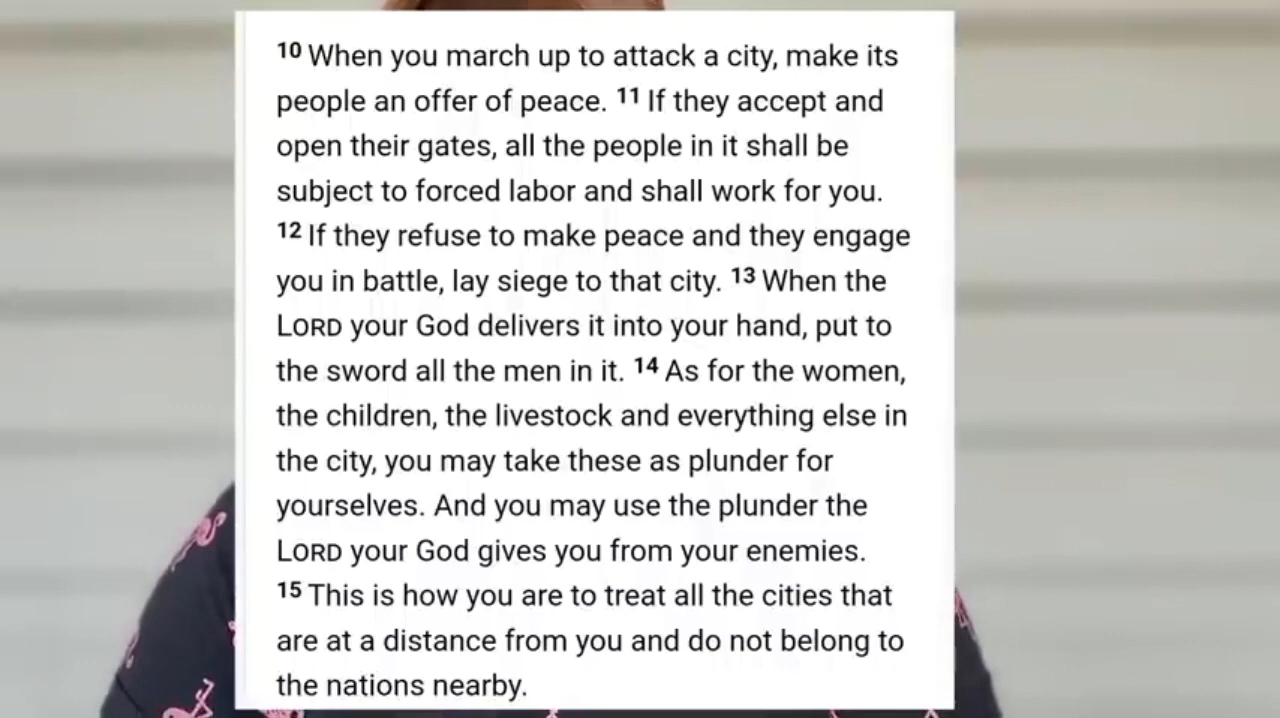 10 When you march up to attack a city, make its
people an offer of peace. 11 If they accept and
open their gates, all the people in it shall be
subject to forced labor and shall work for you.
12 If they refuse to make peace and they engage
you in battle, lay siege to that city. 13 When the
LORD your God delivers it into your hand, put to
the sword all the men in it. 14 As for the women,
the children, the livestock and everything else in
the city, you may take these as plunder for
yourselves. And you may use the plunder the
LORD your God gives you from your enemies.
15 This is how you are to treat all the cities that
are at a distance from you and do not belong to
the nations nearby.